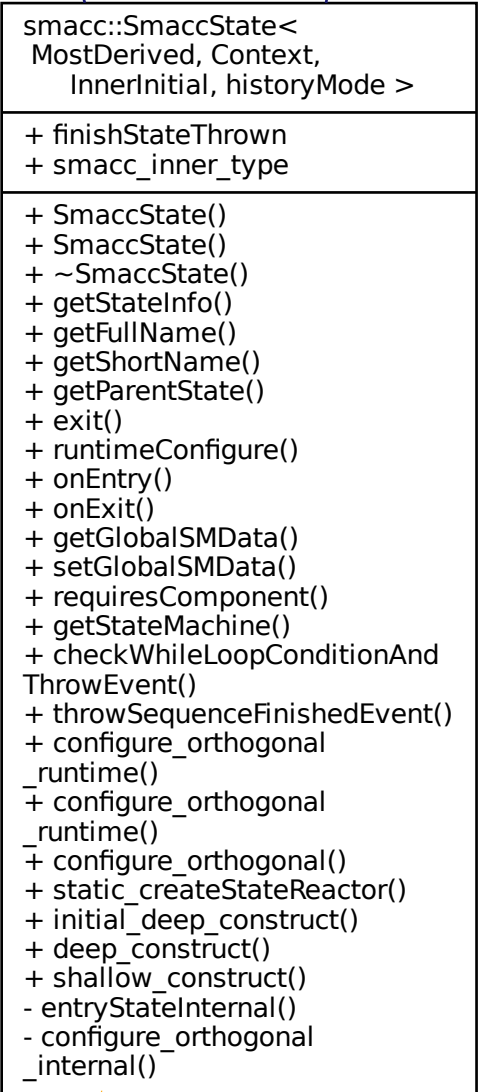 smacc::SmaccState<
MostDerived, Context,
InnerInitial, historyMode >
+ finishStateThrown
+ smacc_inner_type
+ SmaccState()
+ SmaccState()
+ ~SmaccState()
+ getStateInfo()
+ getFullName()
+ getShortName()
+ getParentState()
+ exit()
+ runtimeConfigure()
+ onEntry()
+ onExit()
+ getGlobalSMData()
+ setGlobalSMData()
+ requiresComponent()
+ getStateMachine()
+ checkWhileLoopConditionAnd
ThrowEvent()
+ throwSequenceFinishedEvent()
+ configure_orthogonal
_runtime()
+ configure_orthogonal
_runtime()
+ configure_orthogonal()
+ static_createStateReactor()
+ initial_deep_construct()
+ deep_construct()
+ shallow_construct()
- entryStateInternal()
- configure_orthogonal
_internal()